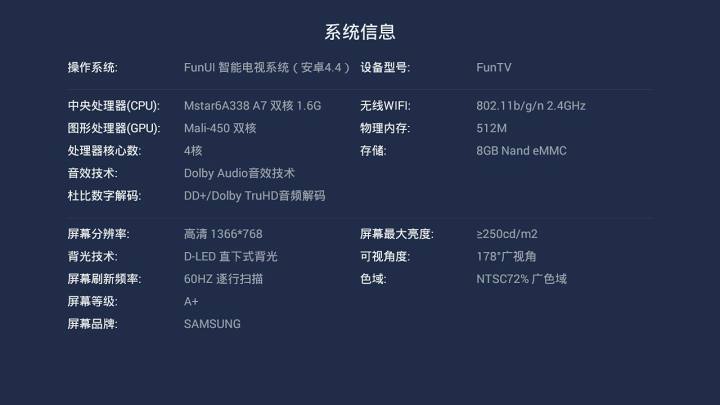 系统信息
操作系统: FunUI 智能电视系统（安卓4.4） 设备型号: FunTV
中央处理器(CPU): Mstar6A338 A7 双核 1.6G 无线WIFI: 802.11b/g/n 2.4GHz
图形处理器(GPU): Mali-450 双核 物理内存: 512M
处理器核心数: 4核 存储: 8GB Nand eMMC
音效技术: Dolby Audio音效技术
杜比数字解码: DD+/Dolby TruHD音频解码
屏幕分辨率: 高清 1366*768 屏幕最大亮度: ≥250cd/m2
背光技术: D-LED 直下式背光 可视角度: 178°广视角
屏幕刷新频率: 60HZ 逐行扫描 色域: NTSC72% 广色域
屏幕等级: A+
屏幕品牌: SAMSUNG